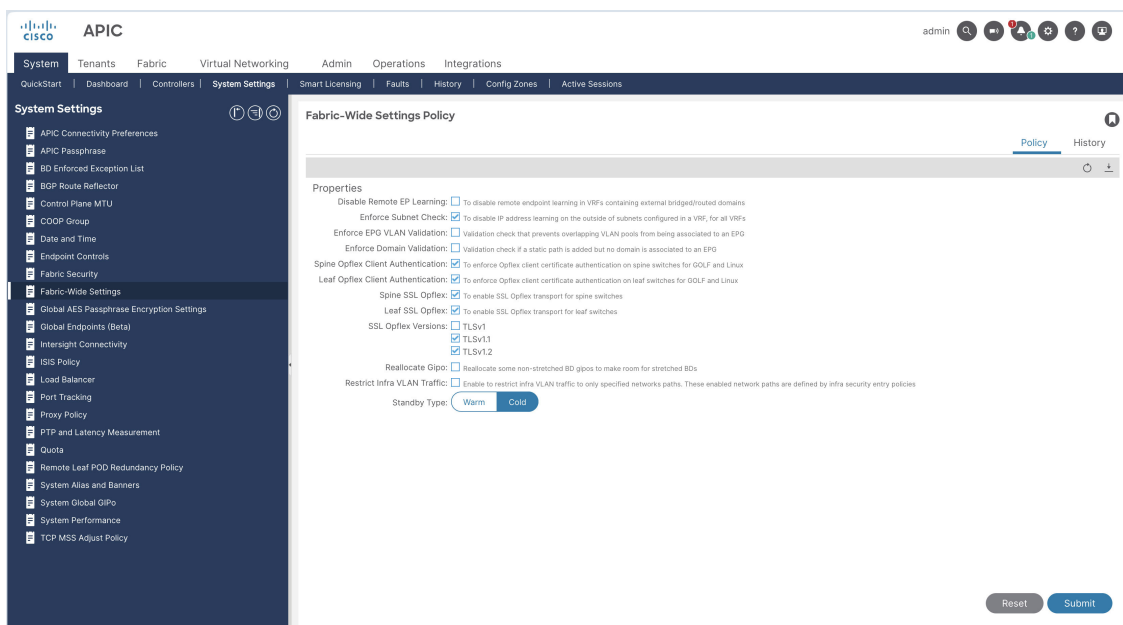 CISCO
APIC
admin
1
1
System Tenants Fabric Virtual Networking Admin Operations Integrations
QuickStart | Dashboard | Controllers | System Settings | Smart Licensing | Faults | History | Config Zones | Active Sessions
System Settings
APIC Connectivity Preferences
APIC Passphrase
BD Enforced Exception List
BGP Route Reflector
Control Plane MTU
COOP Group
Date and Time
Endpoint Controls
Fabric Security
Fabric-Wide Settings
Global AES Passphrase Encryption Settings
Global Endpoints (Beta)
Intersight Connectivity
ISIS Policy
Load Balancer
Port Tracking
Proxy Policy
PTP and Latency Measurement
Quota
Remote Leaf POD Redundancy Policy
System Alias and Banners
System Global GIPo
System Performance
TCP MSS Adjust Policy
Fabric-Wide Settings Policy
Policy History
Properties
Disable Remote EP Learning: To disable remote endpoint learning in VRFs containing external bridged/routed domains
Enforce Subnet Check: To disable IP address learning on the outside of subnets configured in a VRF, for all VRFs
Enforce EPG VLAN Validation: Validation check that prevents overlapping VLAN pools from being associated to an EPG
Enforce Domain Validation: Validation check if a static path is added but no domain is associated to an EPG
Spine Opflex Client Authentication: To enforce Opflex client certificate authentication on spine switches for GOLF and Linux
Leaf Opflex Client Authentication: To enforce Opflex client certificate authentication on leaf switches for GOLF and Linux
Spine SSL Opflex: To enable SSL Opflex transport for spine switches
Leaf SSL Opflex: To enable SSL Opflex transport for leaf switches
SSL Opflex Versions: TLSv1
TLSv1.1
TLSv1.2
Reallocate Gipo: Reallocate some non-stretched BD gipos to make room for stretched BDs
Restrict Infra VLAN Traffic: Enable to restrict infra VLAN traffic to only specified networks paths. These enabled network paths are defined by infra security entry policies
Standby Type: Warm Cold
Reset Submit